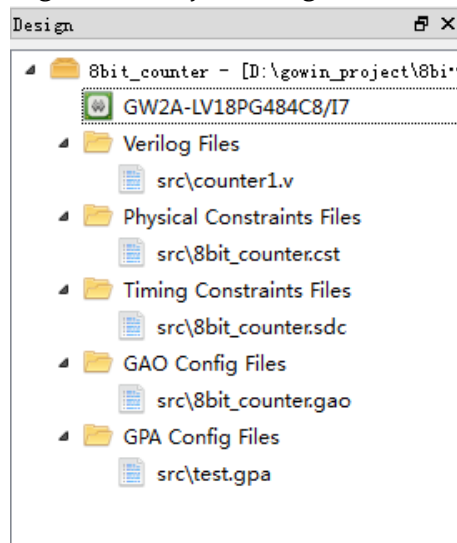 Design
8bit_counter - [D:\gowin_project\8bi
GW2A-LV18PG484C8/I7
Verilog Files
src\counter1.v
Physical Constraints Files
src\8bit_counter.cst
Timing Constraints Files
src\8bit_counter.sdc
GAO Config Files
src\8bit_counter.gao
GPA Config Files
src\test.gpa